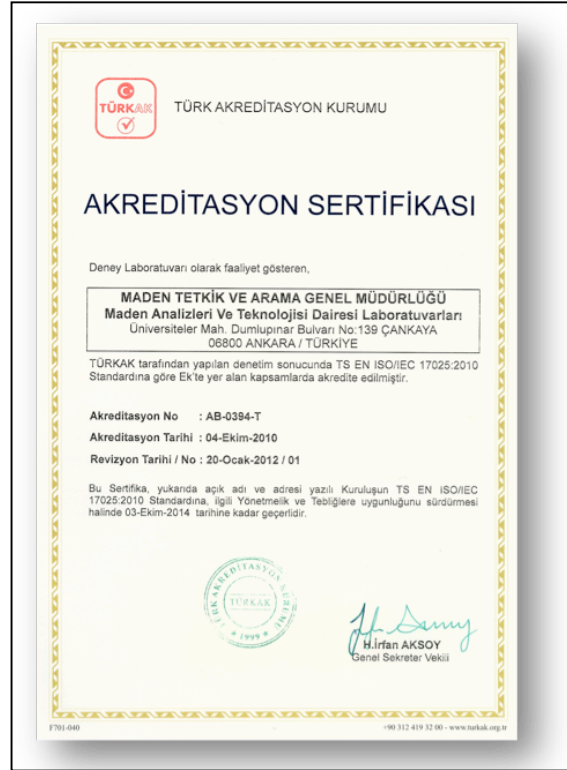 TÜRKAK
TÜRK AKREDİTASYON KURUMU
AKREDİTASYON SERTİFİKASI
Deney Laboratuvarı olarak faaliyet gösteren,
MADEN TETKİK VE ARAMA GENEL MÜDÜRLÜĞÜ
Maden Analizleri Ve Teknolojisi Dairesi Laboratuvarları
Üniversiteler Mah. Dumlupınar Bulvarı No:139 ÇANKAYA
06800 ANKARA / TÜRKİYE
TÜRKAK tarafından yapılan denetim sonucunda TS EN ISO/IEC 17025:2010
Standardına göre Ek'te yer alan kapsamlarda akredite edilmiştir.
Akreditasyon No : AB-0394-T
Akreditasyon Tarihi : 04-Ekim-2010
Revizyon Tarihi / No : 20-Ocak-2012 / 01
Bu Sertifika, yukarıda açık adı ve adresi yazılı Kuruluşun TS EN ISO/IEC
17025:2010 Standardına, ilgili Yönetmelik ve Tebliğlere uygunluğunu sürdürmesi
halinde 03-Ekim-2014 tarihine kadar geçerlidir.
TÜRK AKREDİTASYON KURUMU
TÜRKAK
* 1999 *
H.İrfan AKSOY
Genel Sekreter Vekili
F701-040
+90 312 419 32 00 - www.turkak.org.tr